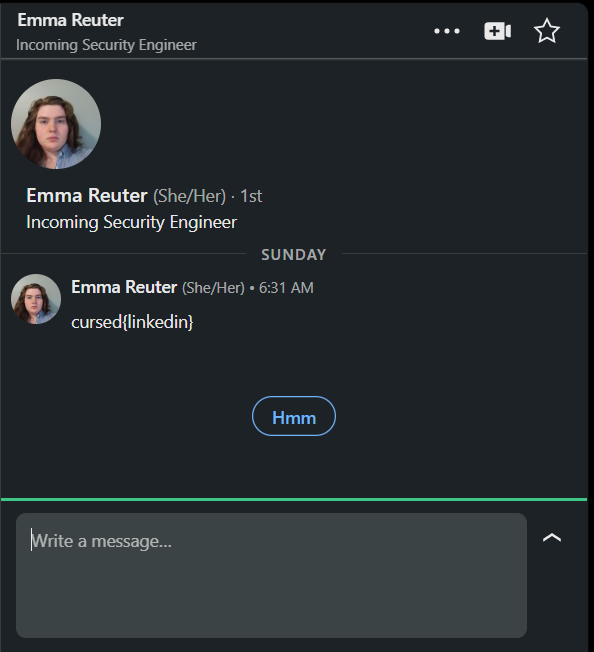 Emma Reuter
Incoming Security Engineer
Emma Reuter (She/Her) · 1st
Incoming Security Engineer
SUNDAY
Emma Reuter (She/Her) • 6:31 AM
cursed{linkedin}
Hmm
Write a message...